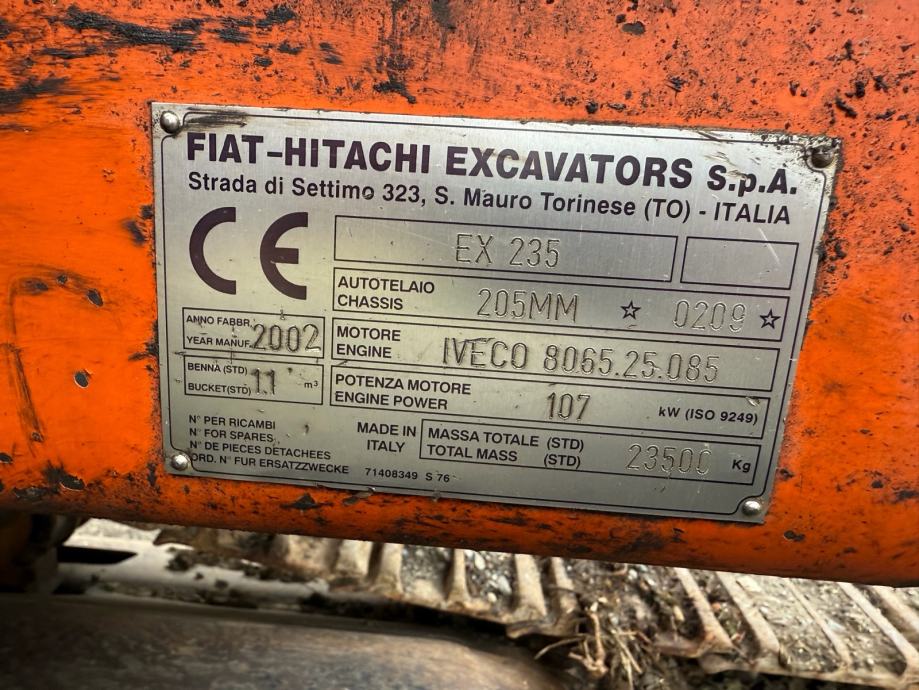 FIAT-HITACHI EXCAVATORS S.p.A.
Strada di Settimo 323, S. Mauro Torinese (TO) - ITALIA
CE
EX 235
AUTOTELAIO
CHASSIS 205MM ☆ 0209 ☆
ANNO FABBR.
YEAR MANUF. 2002
MOTORE
ENGINE IVECO 8065.25.085
BENNA (STD)
BUCKET(STD) 1.1 m³
POTENZA MOTORE
ENGINE POWER 107 kW (ISO 9249)
N° PER RICAMBI
N° FOR SPARES
N° DE PIECES DETACHEES
ORD. N° FUR ERSATZZWECKE 71408349 S 76
MADE IN
ITALY
MASSA TOTALE (STD)
TOTAL MASS (STD) 23500 Kg